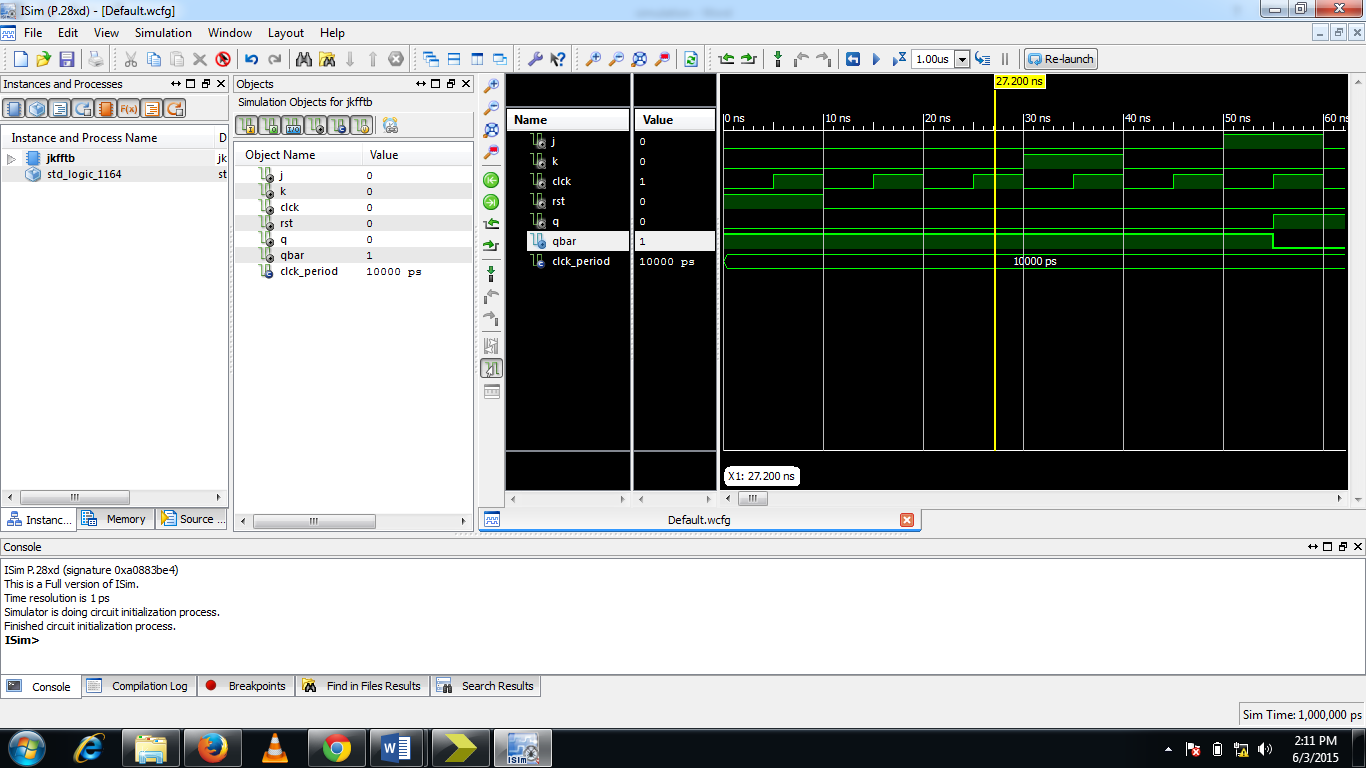 ISim (P.28xd) - [Default.wcfg]
File Edit View Simulation Window Layout Help
1.00us Re-launch
Instances and Processes
Instance and Process Name D
jkfftb jk
std_logic_1164 st
Instanc... Memory Source ...
Objects
Simulation Objects for jkfftb
Object Name Value
j 0
k 0
clck 1
rst 0
q 0
qbar 1
clck_period 10000 ps
Name Value
j 0
k 0
clck 1
rst 0
q 0
qbar 1
clck_period 10000 ps
27.200 ns
0 ns 10 ns 20 ns 30 ns 40 ns 50 ns 60 ns
10000 ps
X1: 27.200 ns
Default.wcfg
Console
ISim P.28xd (signature 0xa0883be4)
This is a Full version of ISim.
Time resolution is 1 ps
Simulator is doing circuit initialization process.
Finished circuit initialization process.
ISim>
Console Compilation Log Breakpoints Find in Files Results Search Results
Sim Time: 1,000,000 ps
ISim
2:11 PM
6/3/2015